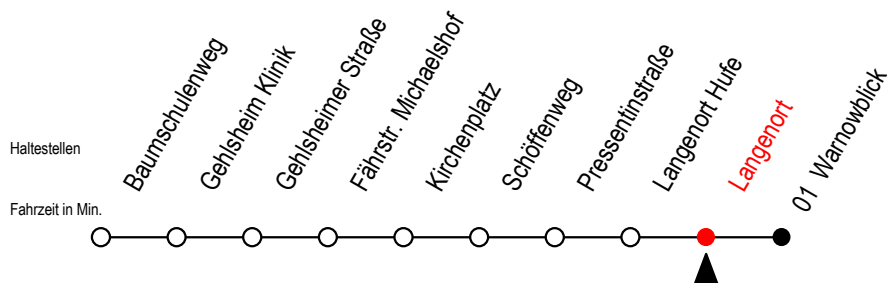 Haltestellen
Fahrzeit in Min.
Baumschulenweg
Gehlsheim Klinik
Gehlsheimer Straße
Fährstr. Michaelshof
Kirchenplatz
Schöffenweg
Pressentinstraße
Langenort Hufe
Langenort
01 Warnowblick